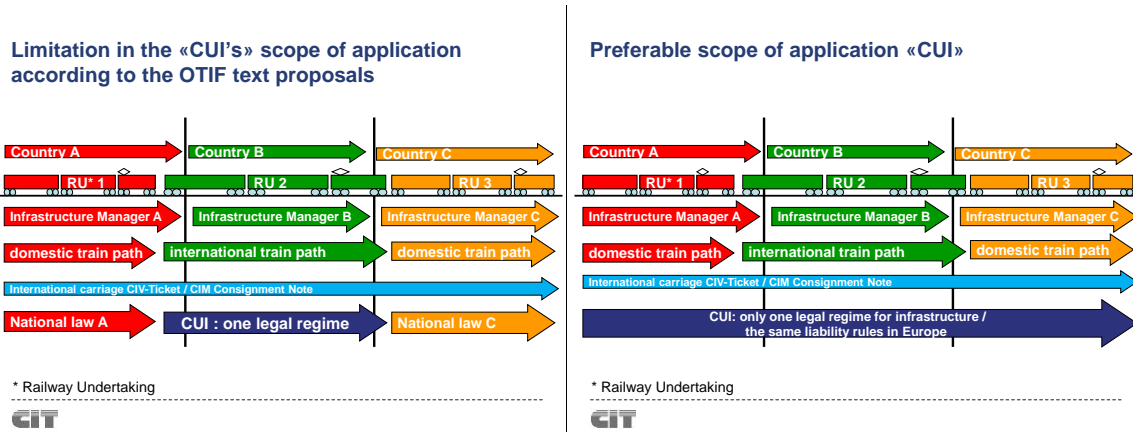 Limitation in the «CUI's» scope of application
according to the OTIF text proposals
Country A
Country B
Country C
RU* 1
RU 2
RU 3
Infrastructure Manager A
Infrastructure Manager B
Infrastructure Manager C
domestic train path
international train path
domestic train path
International carriage CIV-Ticket / CIM Consignment Note
National law A
CUI : one legal regime
National law C
* Railway Undertaking
CIT
Preferable scope of application «CUI»
Country A
Country B
Country C
RU* 1
RU 2
RU 3
Infrastructure Manager A
Infrastructure Manager B
Infrastructure Manager C
domestic train path
international train path
domestic train path
International carriage CIV-Ticket / CIM Consignment Note
CUI: only one legal regime for infrastructure /
the same liability rules in Europe
* Railway Undertaking
CIT